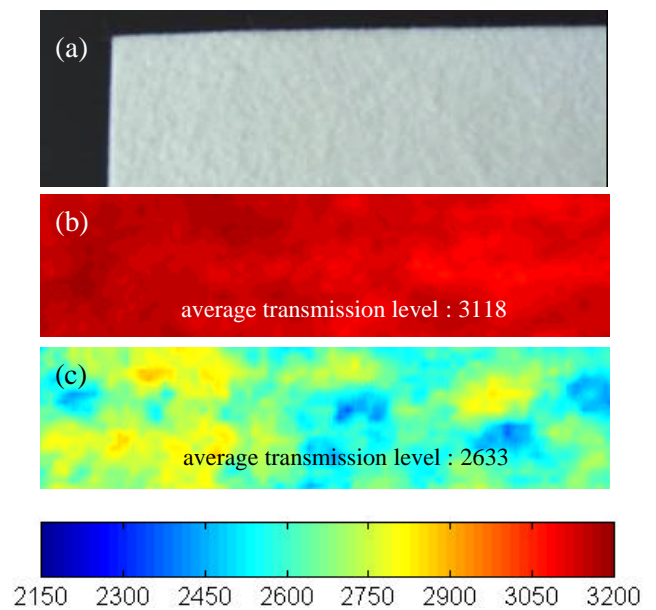 (a)
(b)
average transmission level : 3118
(c)
average transmission level : 2633
2150 2300 2450 2600 2750 2900 3050 3200